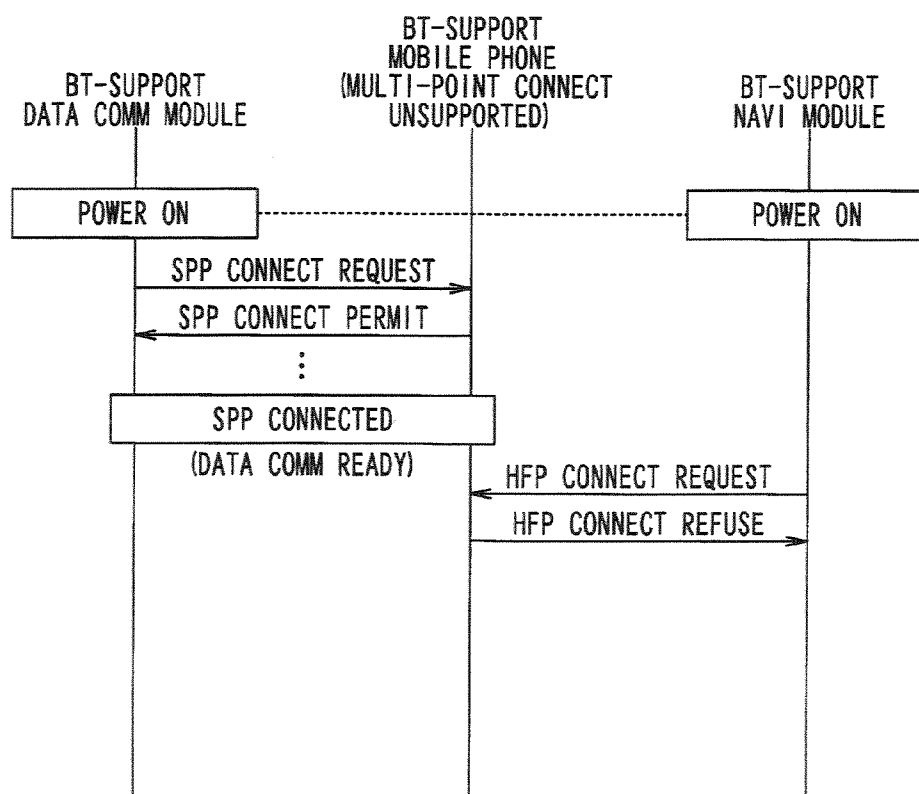 BT-SUPPORT
DATA COMM MODULE
BT-SUPPORT
MOBILE PHONE
(MULTI-POINT CONNECT
UNSUPPORTED)
BT-SUPPORT
NAVI MODULE
POWER ON
POWER ON
SPP CONNECT REQUEST
SPP CONNECT PERMIT
SPP CONNECTED
(DATA COMM READY)
HFP CONNECT REQUEST
HFP CONNECT REFUSE